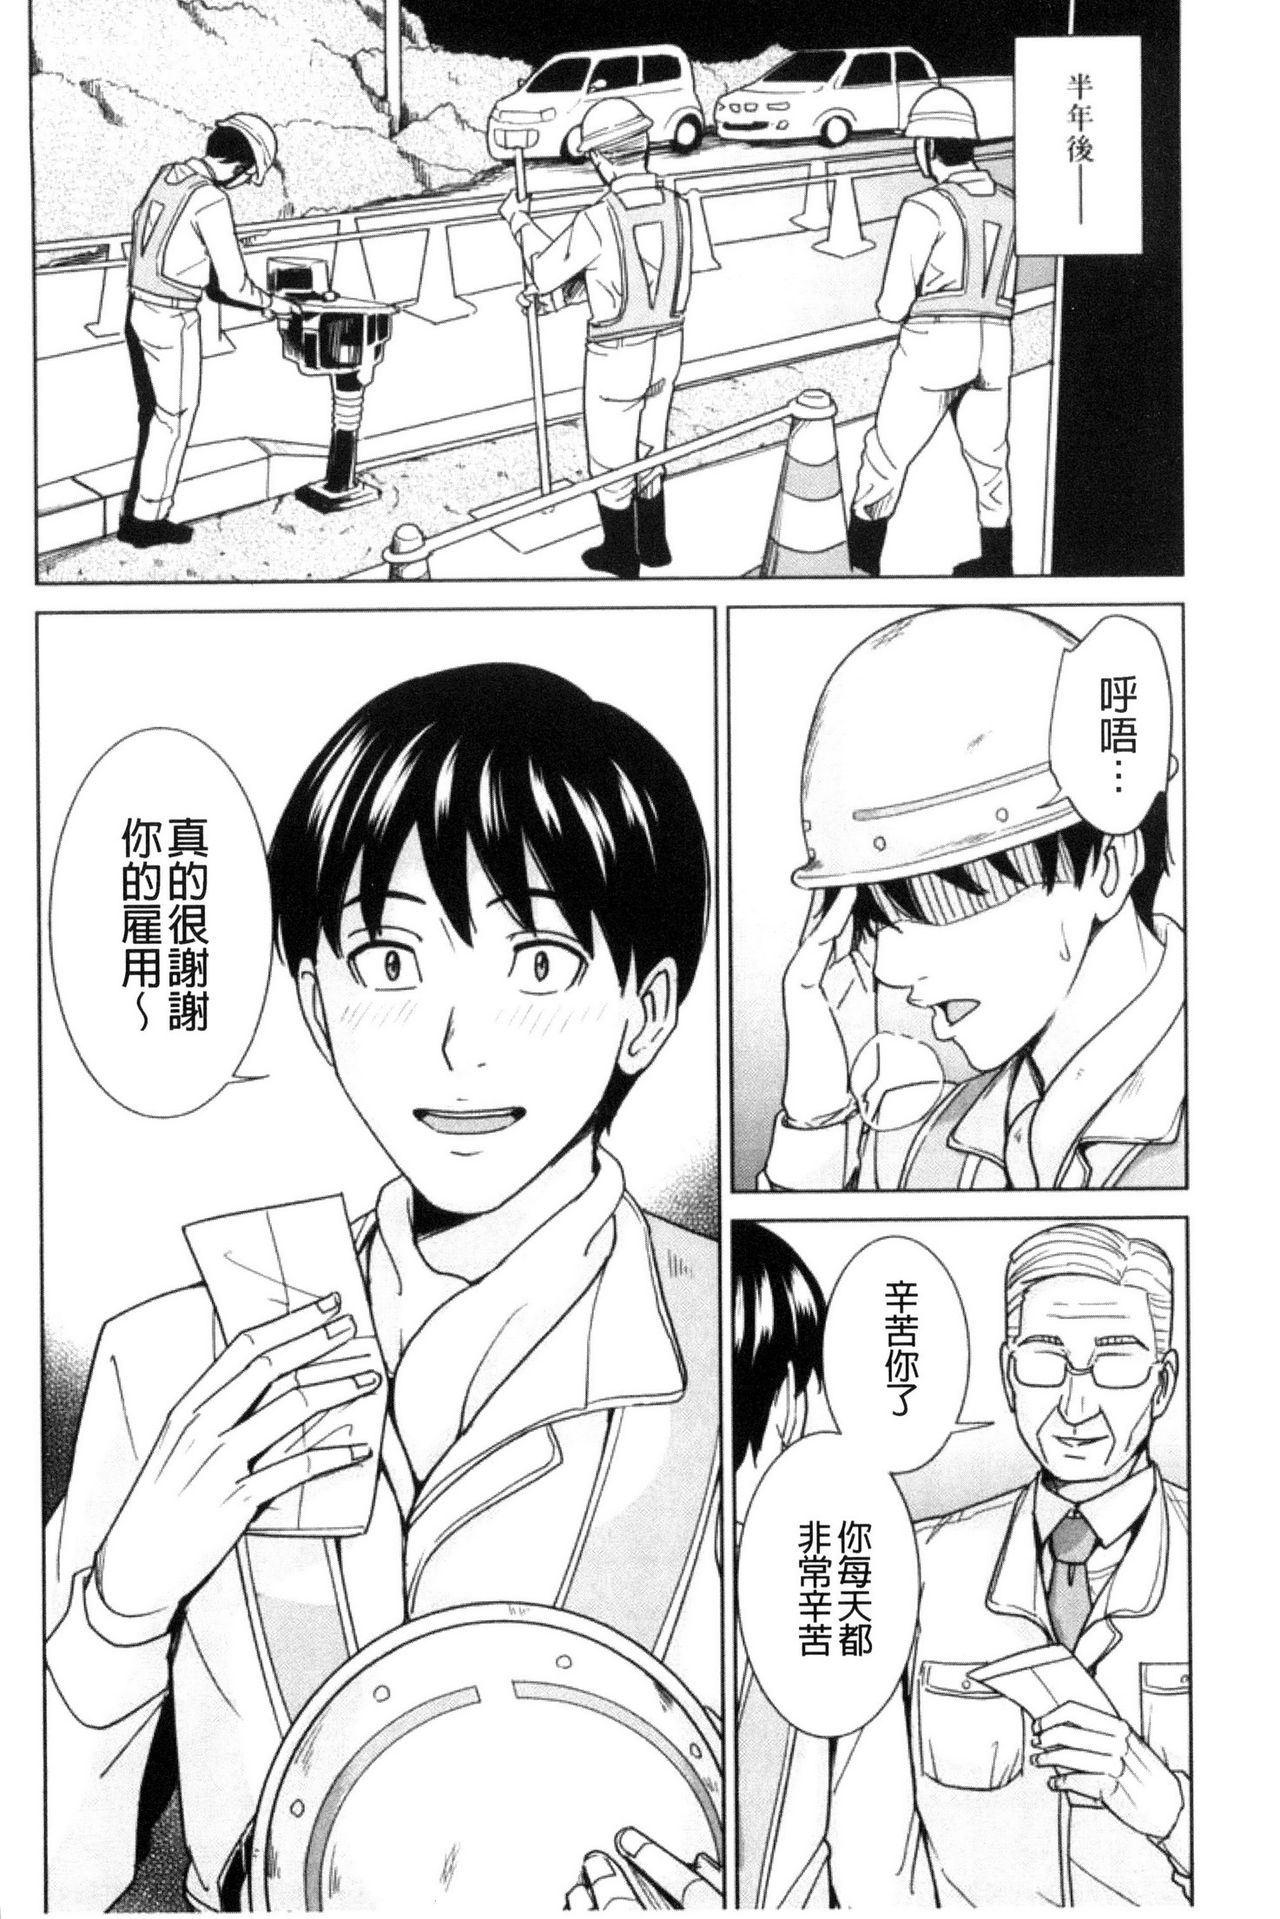 半年後——
呼唔…
辛苦你了
你每天都
非常辛苦
真的很謝謝
你的雇用～